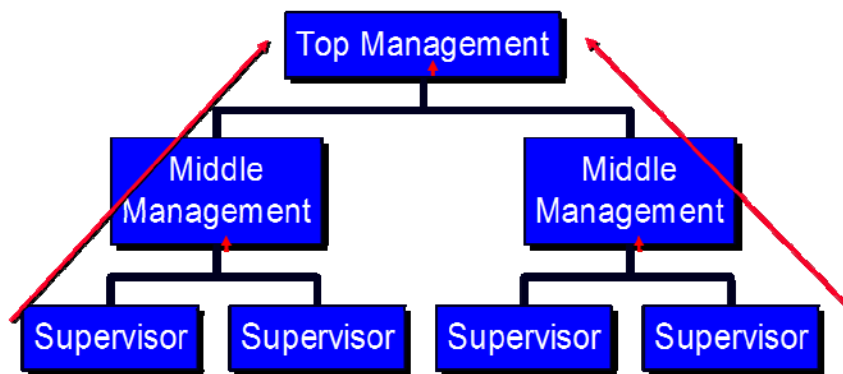 Top Management
Middle
Management
Middle
Management
Supervisor
Supervisor
Supervisor
Supervisor